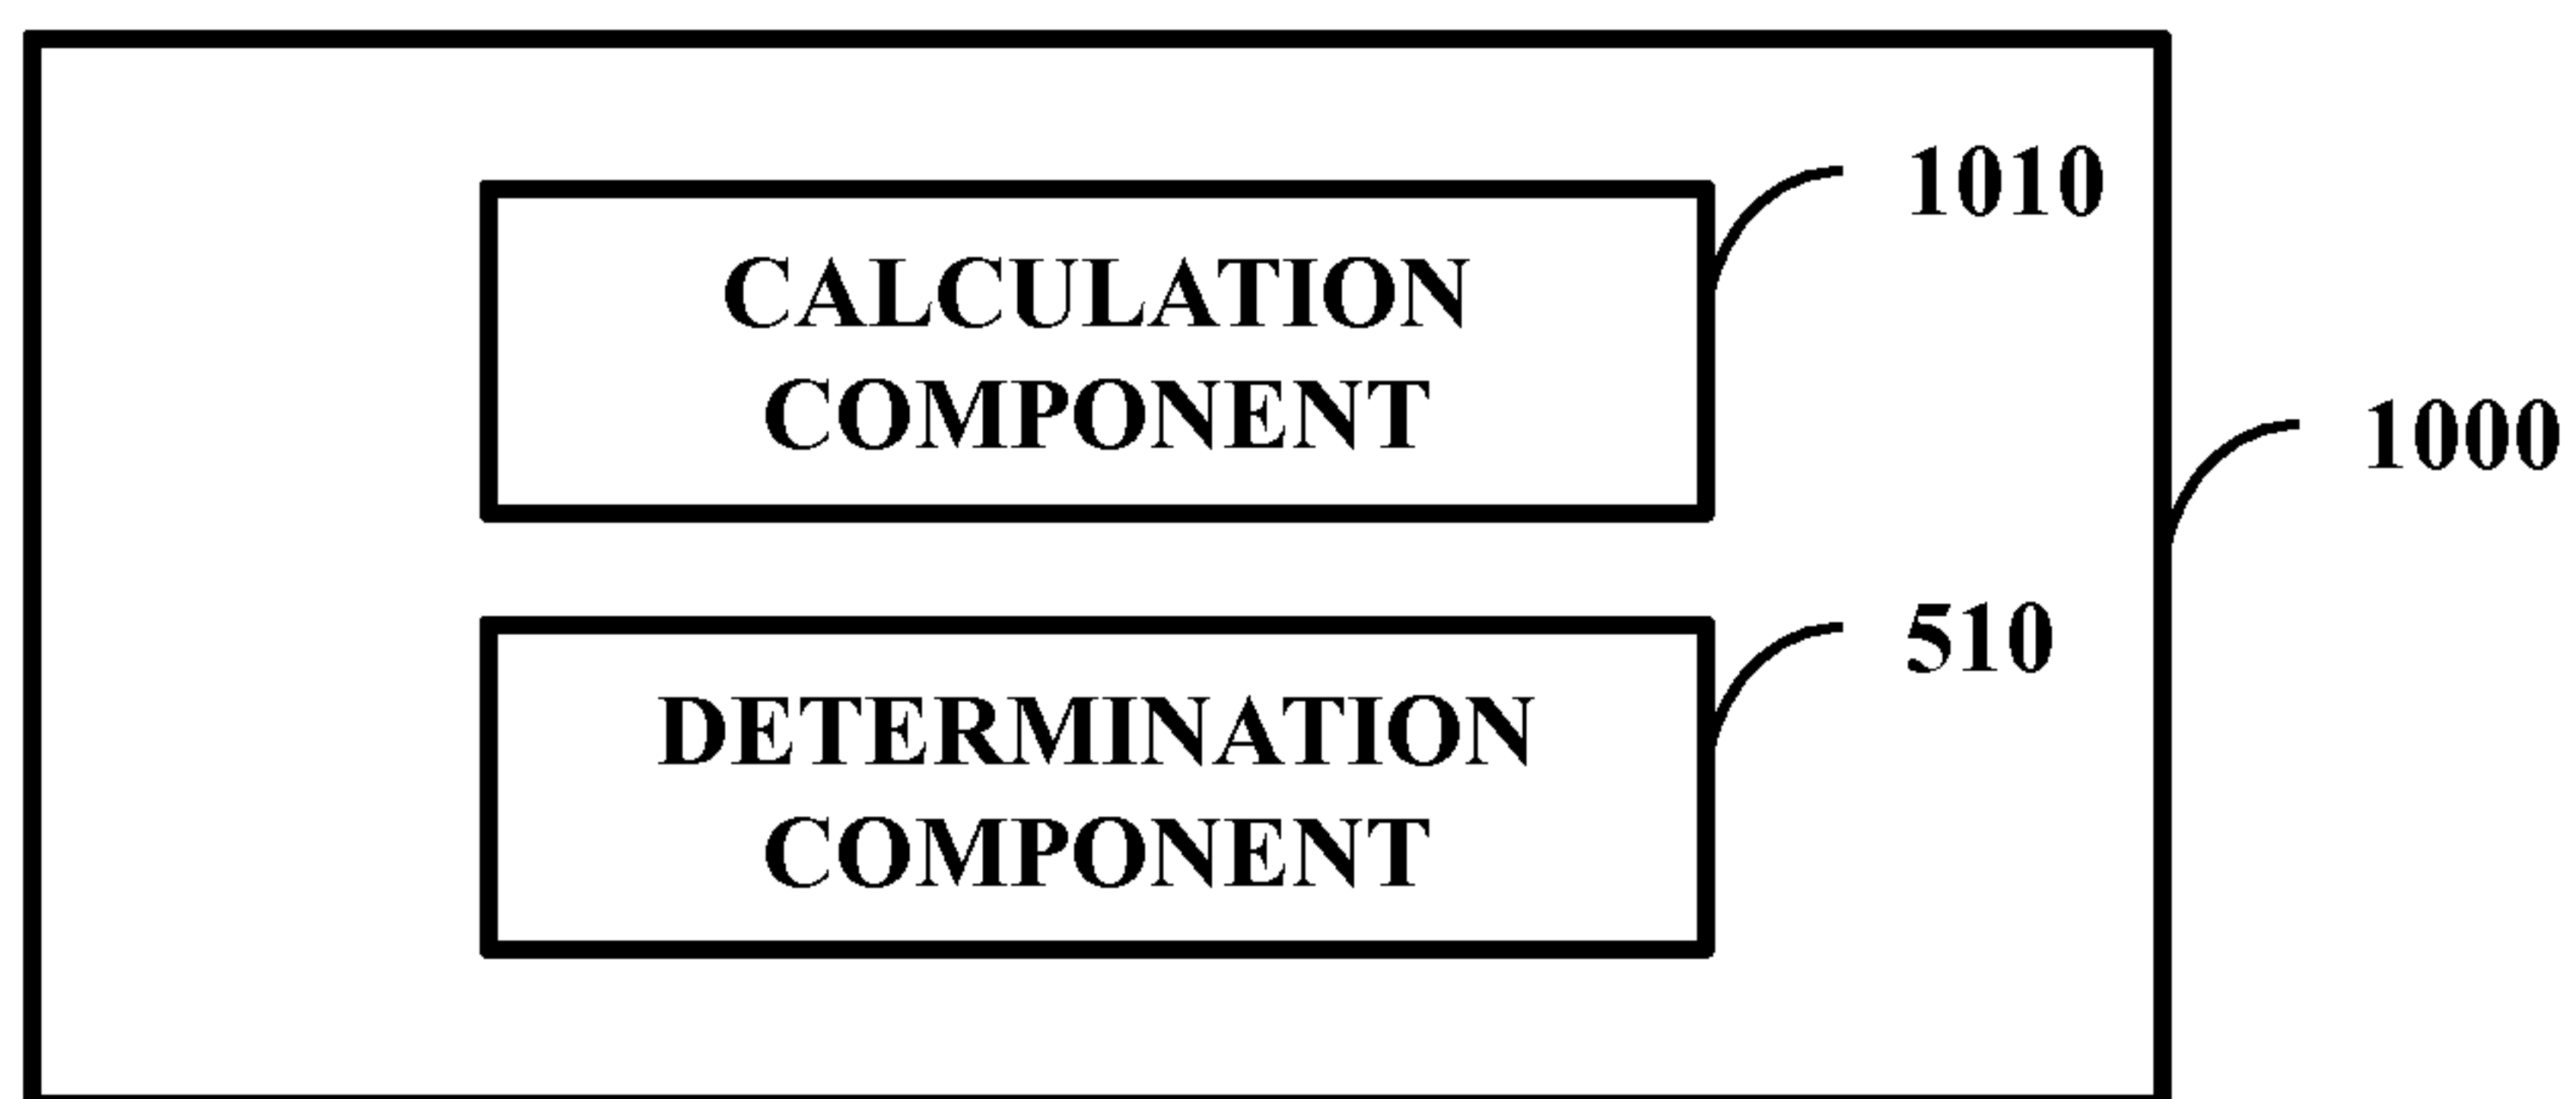 CALCULATION
COMPONENT
1010
1000
DETERMINATION
COMPONENT
510